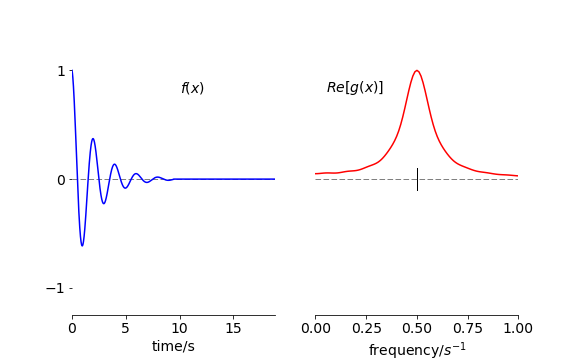 f(x)
Re[g(x)]
1
0
−1
0 5 10 15
0.00 0.25 0.50 0.75 1.00
time/s
frequency/s⁻¹